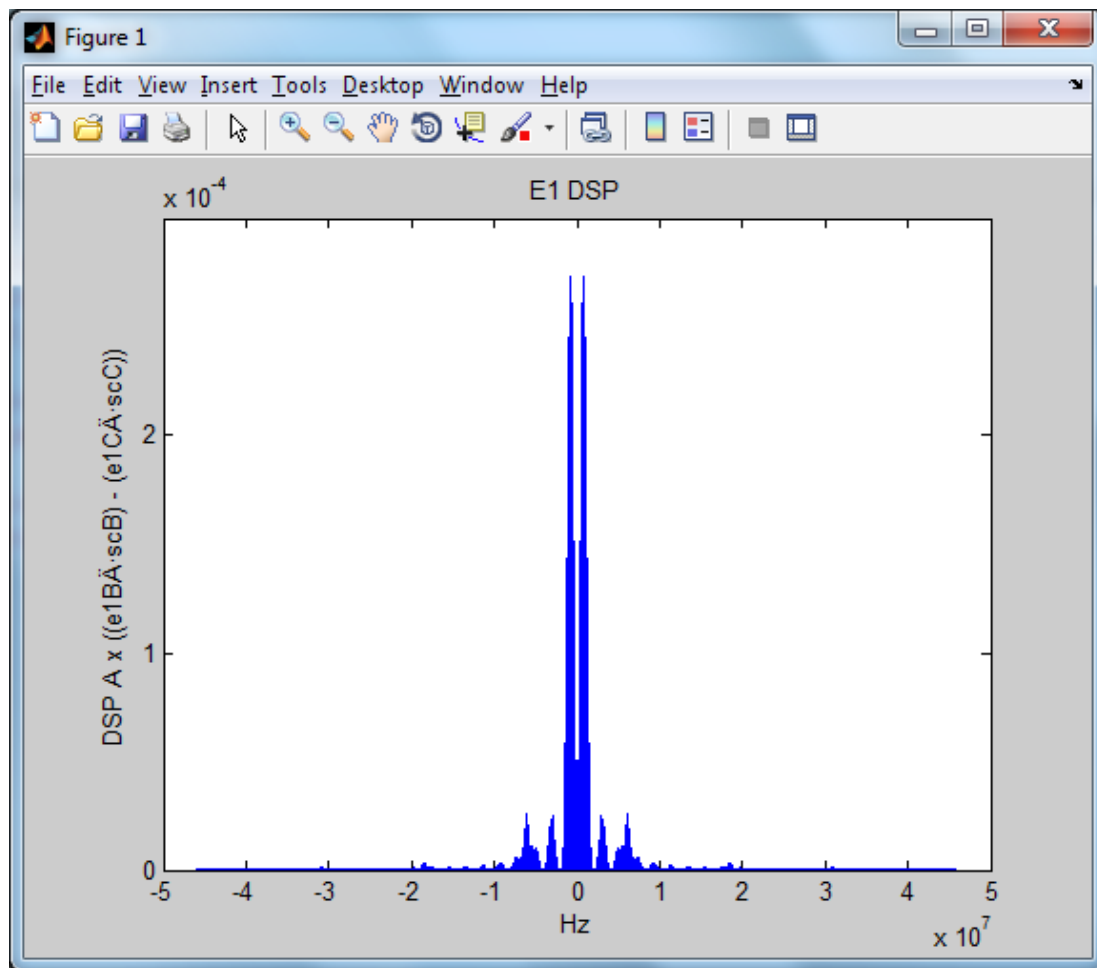 Figure 1
File Edit View Insert Tools Desktop Window Help
x 10^-4
E1 DSP
DSP A x ((e1BÄ·scB) - (e1CÄ·scC))
2
1
0
-5 -4 -3 -2 -1 0 1 2 3 4 5
Hz
x 10^7